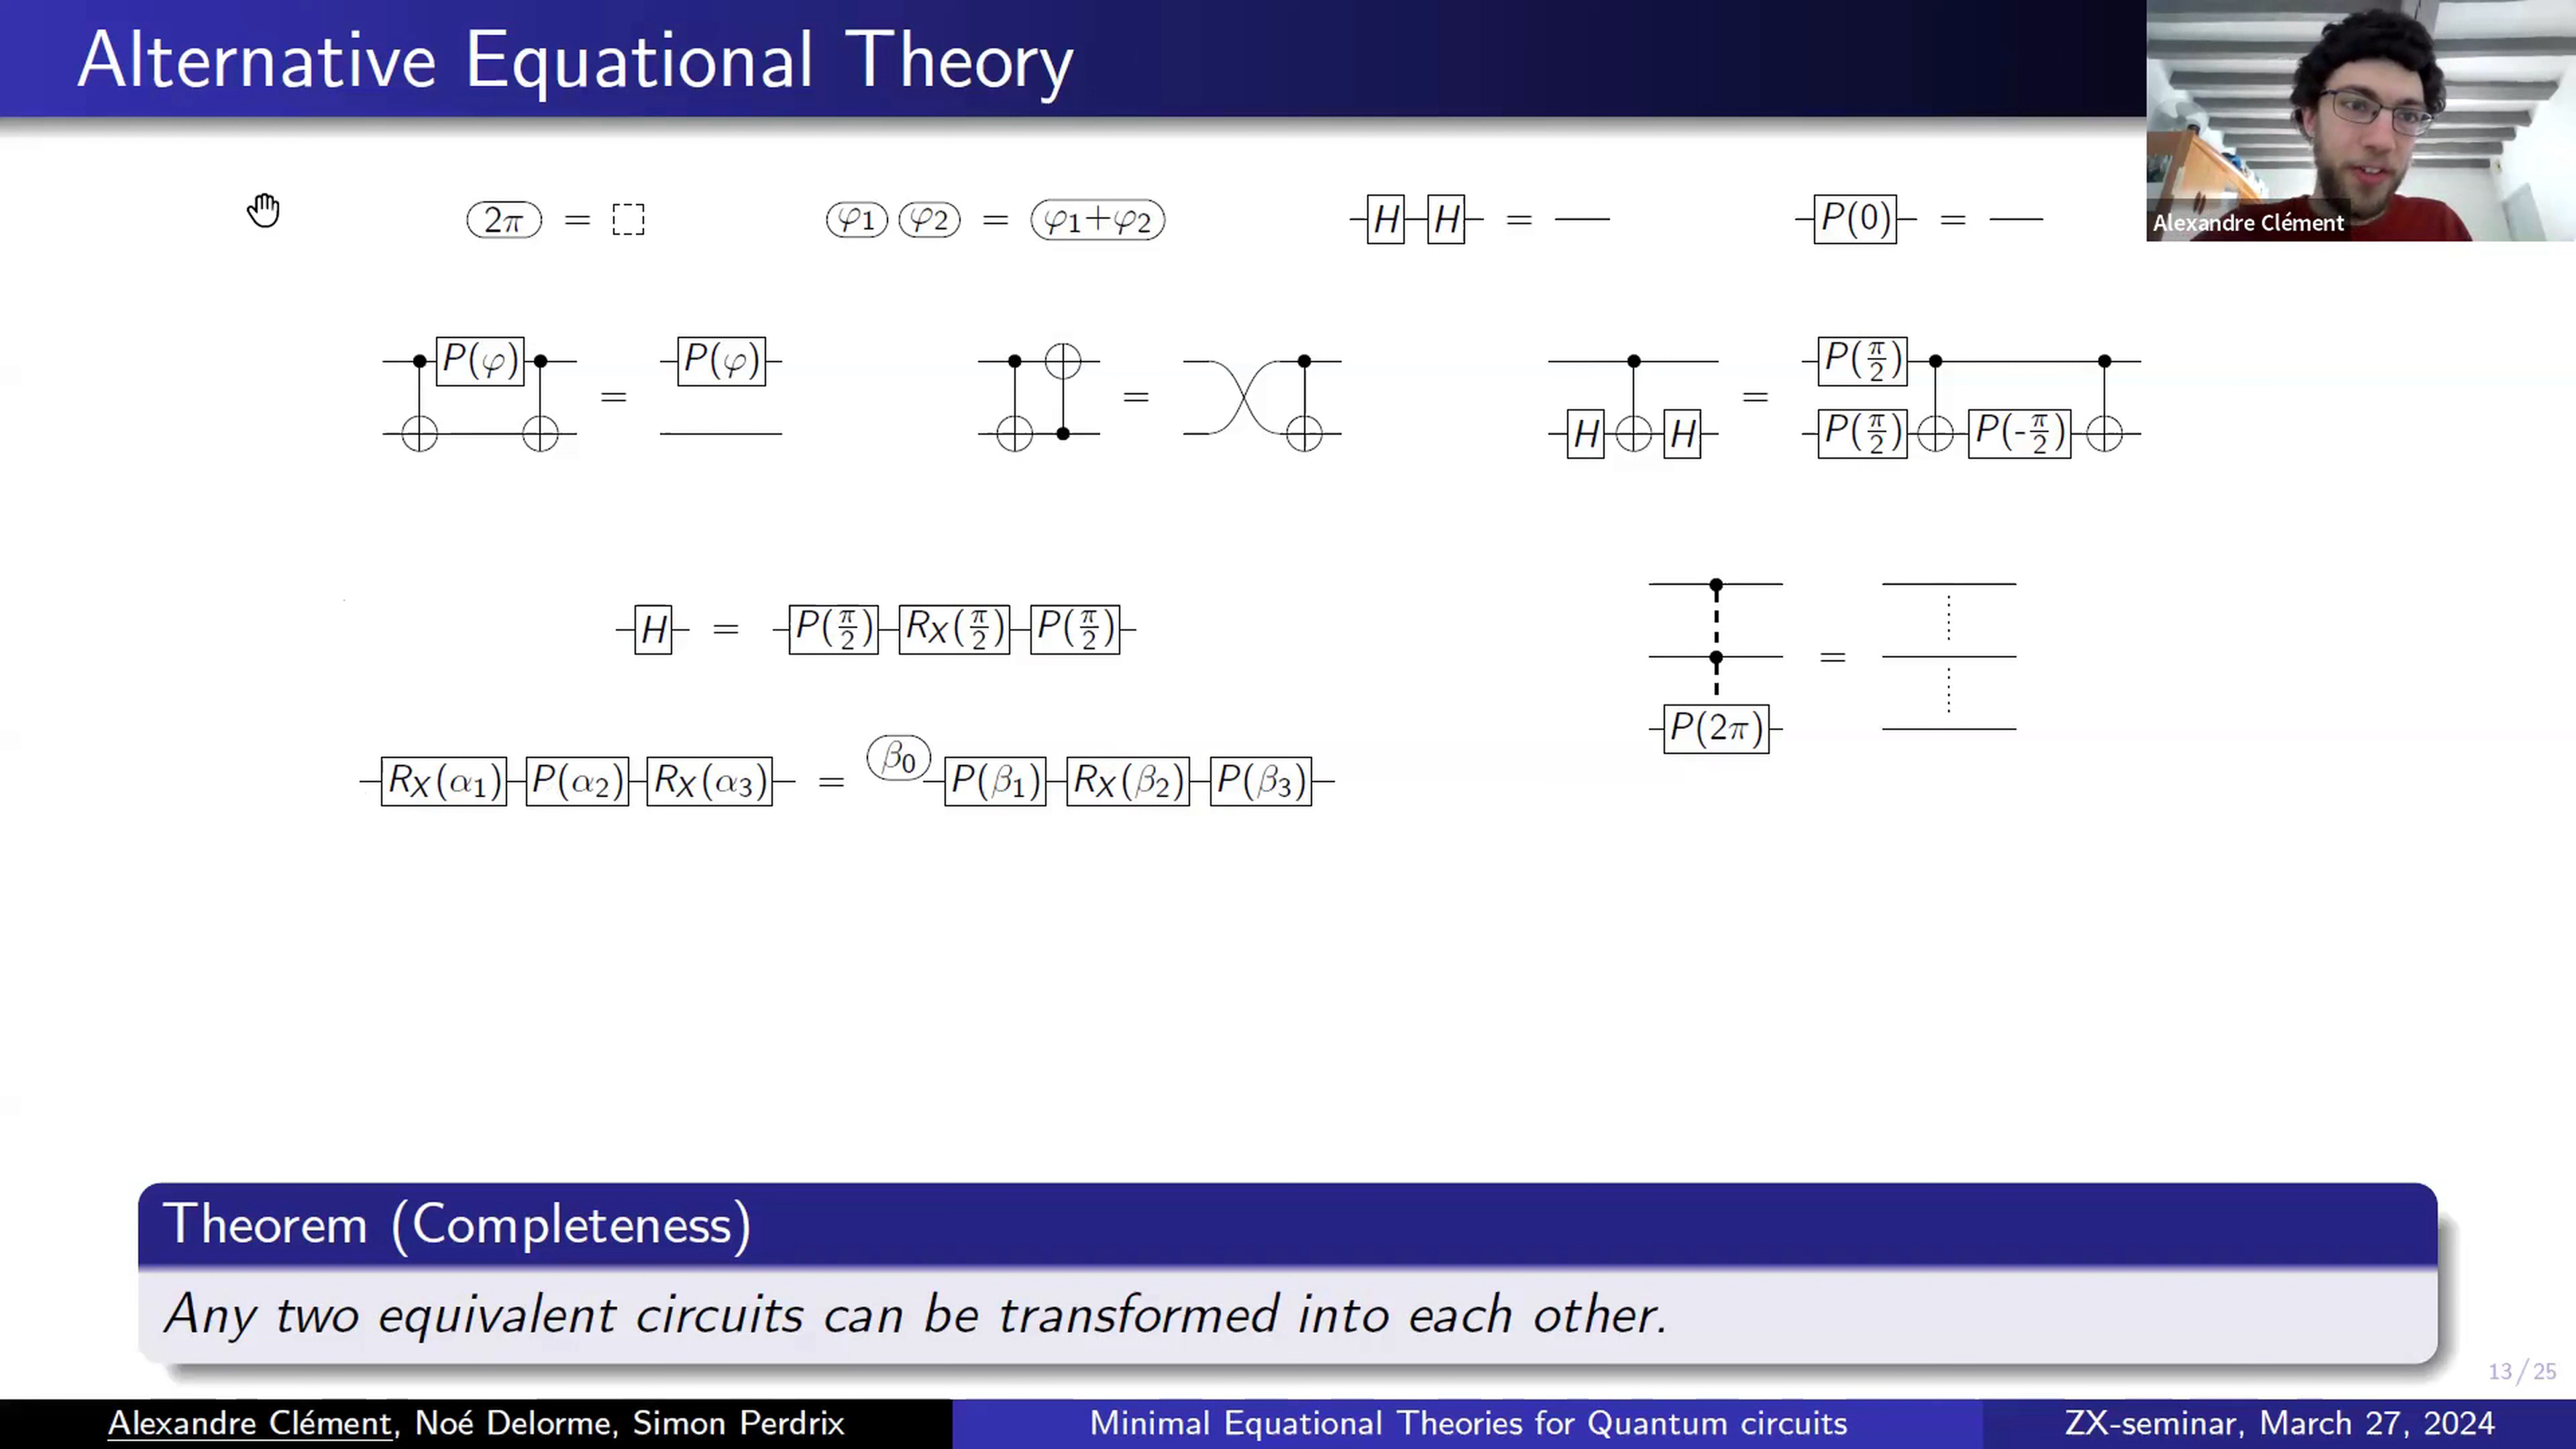 Alternative Equational Theory
Alexandre Clément
2π = φ1 φ2 = φ1+φ2 H H = P(0) =
P(φ) = P(φ) = = P(π/2)
H H P(π/2) P(-π/2)
H = P(π/2) RX(π/2) P(π/2) =
P(2π)
RX(α1) P(α2) RX(α3) = β0 P(β1) RX(β2) P(β3)
Theorem (Completeness)
Any two equivalent circuits can be transformed into each other.
13/25
Alexandre Clément, Noé Delorme, Simon Perdrix Minimal Equational Theories for Quantum circuits ZX-seminar, March 27, 2024